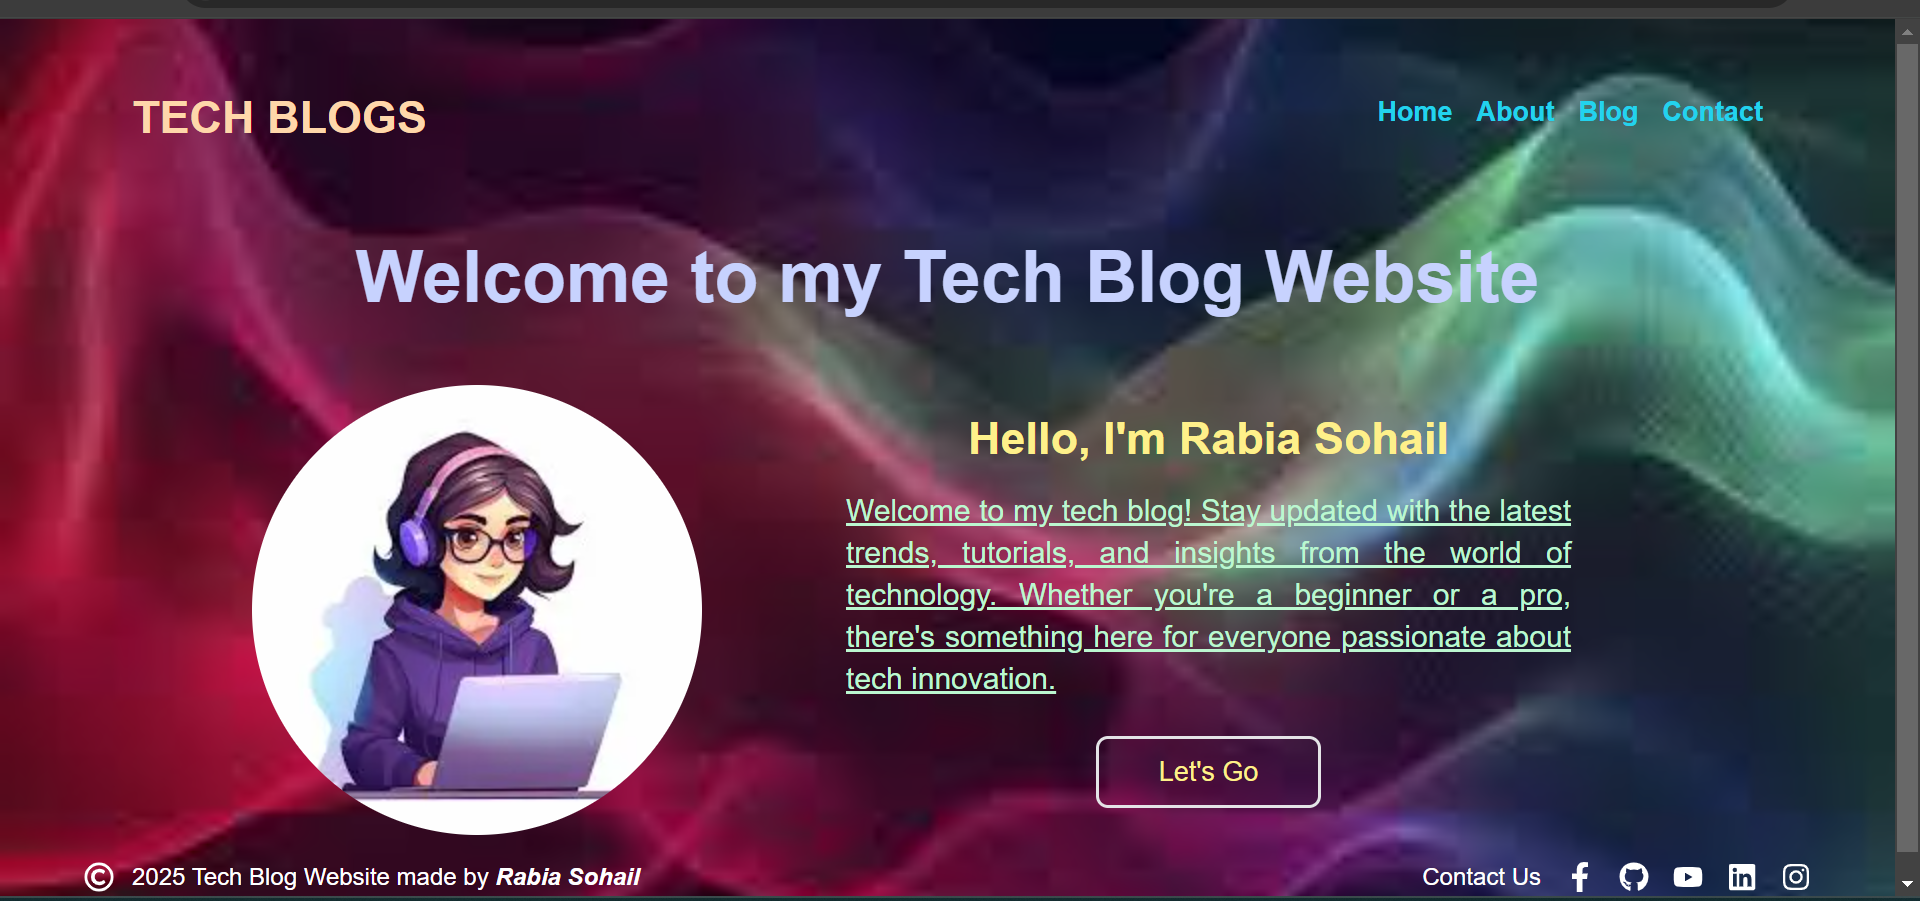 TECH BLOGS
Home About Blog Contact
Welcome to my Tech Blog Website
Hello, I'm Rabia Sohail
Welcome to my tech blog! Stay updated with the latest
trends, tutorials, and insights from the world of
technology. Whether you're a beginner or a pro,
there's something here for everyone passionate about
tech innovation.
Let's Go
© 2025 Tech Blog Website made by Rabia Sohail
Contact Us